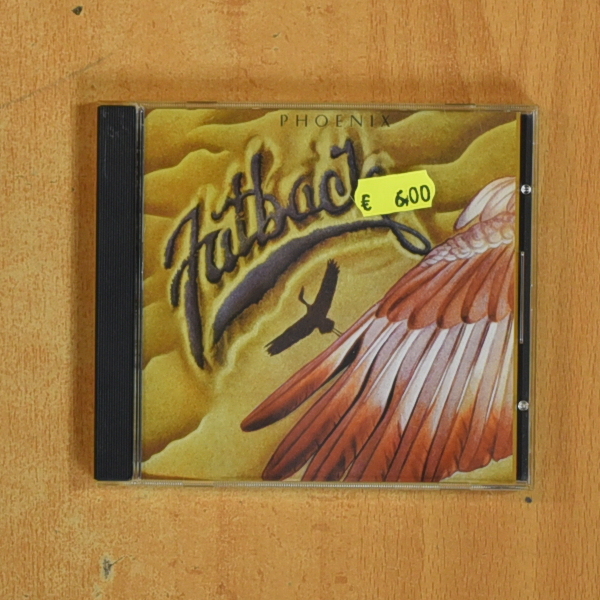 PHOENIX
Fatback
€ 6,00